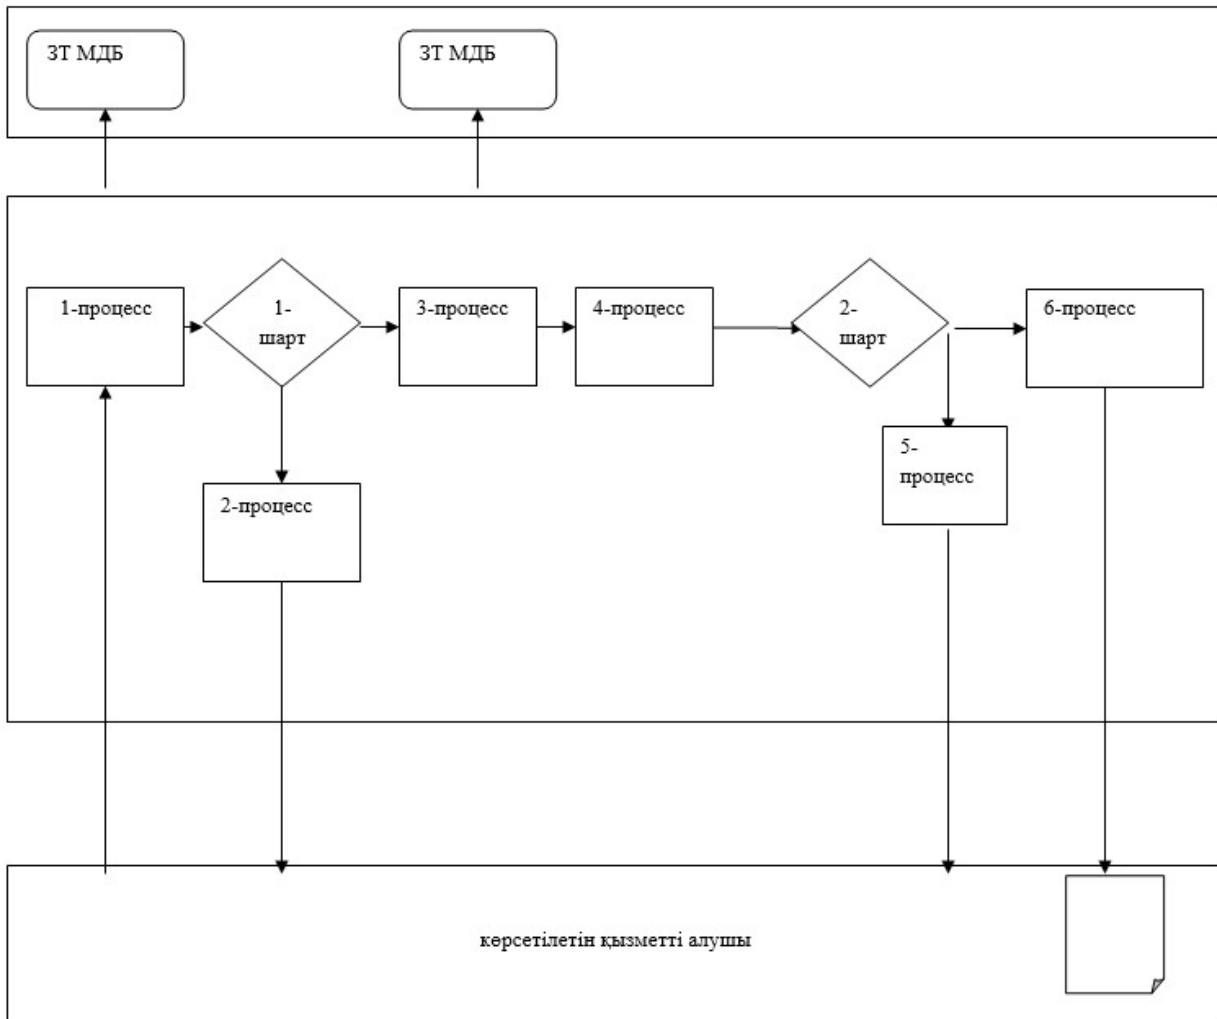 ЗТ МДБ
ЗТ МДБ
1-процесс
1-
шарт
3-процесс
4-процесс
2-
шарт
6-процесс
5-
процесс
2-процесс
көрсетілетін қызметті алушы